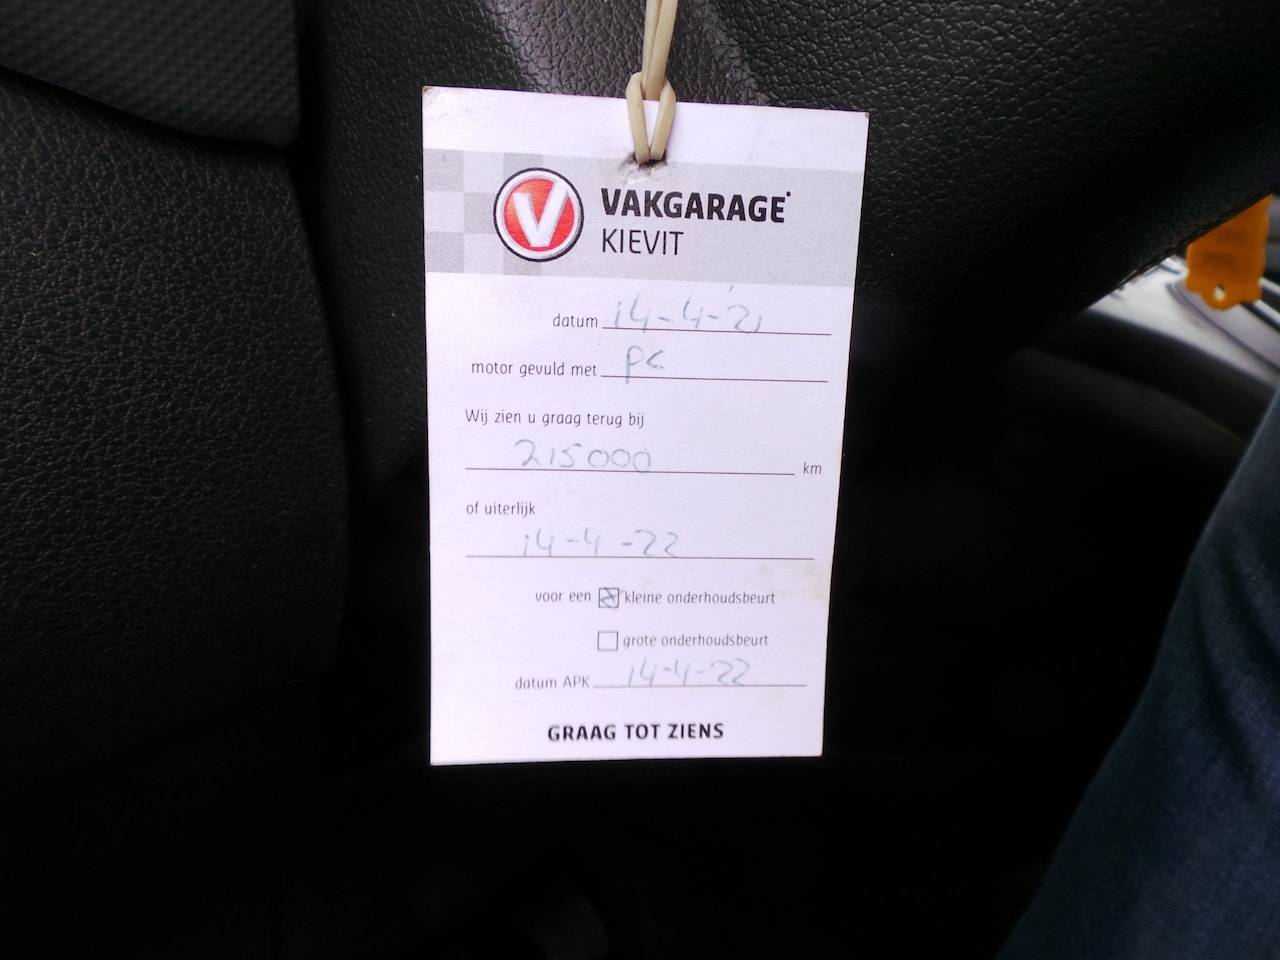 V VAKGARAGE
KIEVIT
datum 14-4-21
motor gevuld met pc
Wij zien u graag terug bij
215000 km
of uiterlijk
14-4-22
voor een kleine onderhoudsbeurt
grote onderhoudsbeurt
datum APK 14-4-22
GRAAG TOT ZIENS